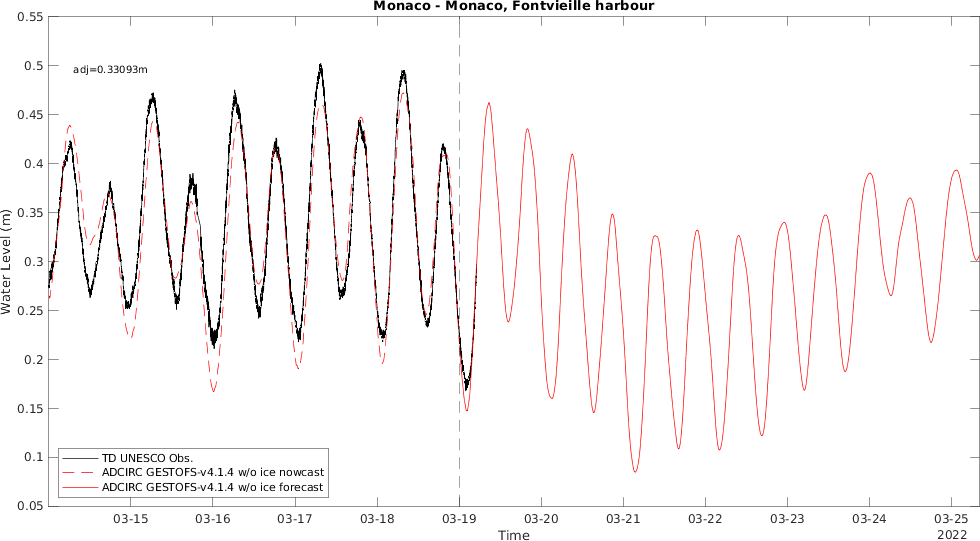 Monaco - Monaco, Fontvieille harbour
0.55
0.5
0.45
0.4
0.35
0.3
0.25
0.2
0.15
0.1
0.05
Water Level (m)
adj=0.33093m
TD UNESCO Obs.
ADCIRC GESTOFS-v4.1.4 w/o ice nowcast
ADCIRC GESTOFS-v4.1.4 w/o ice forecast
03-15 03-16 03-17 03-18 03-19 03-20 03-21 03-22 03-23 03-24 03-25
Time
2022